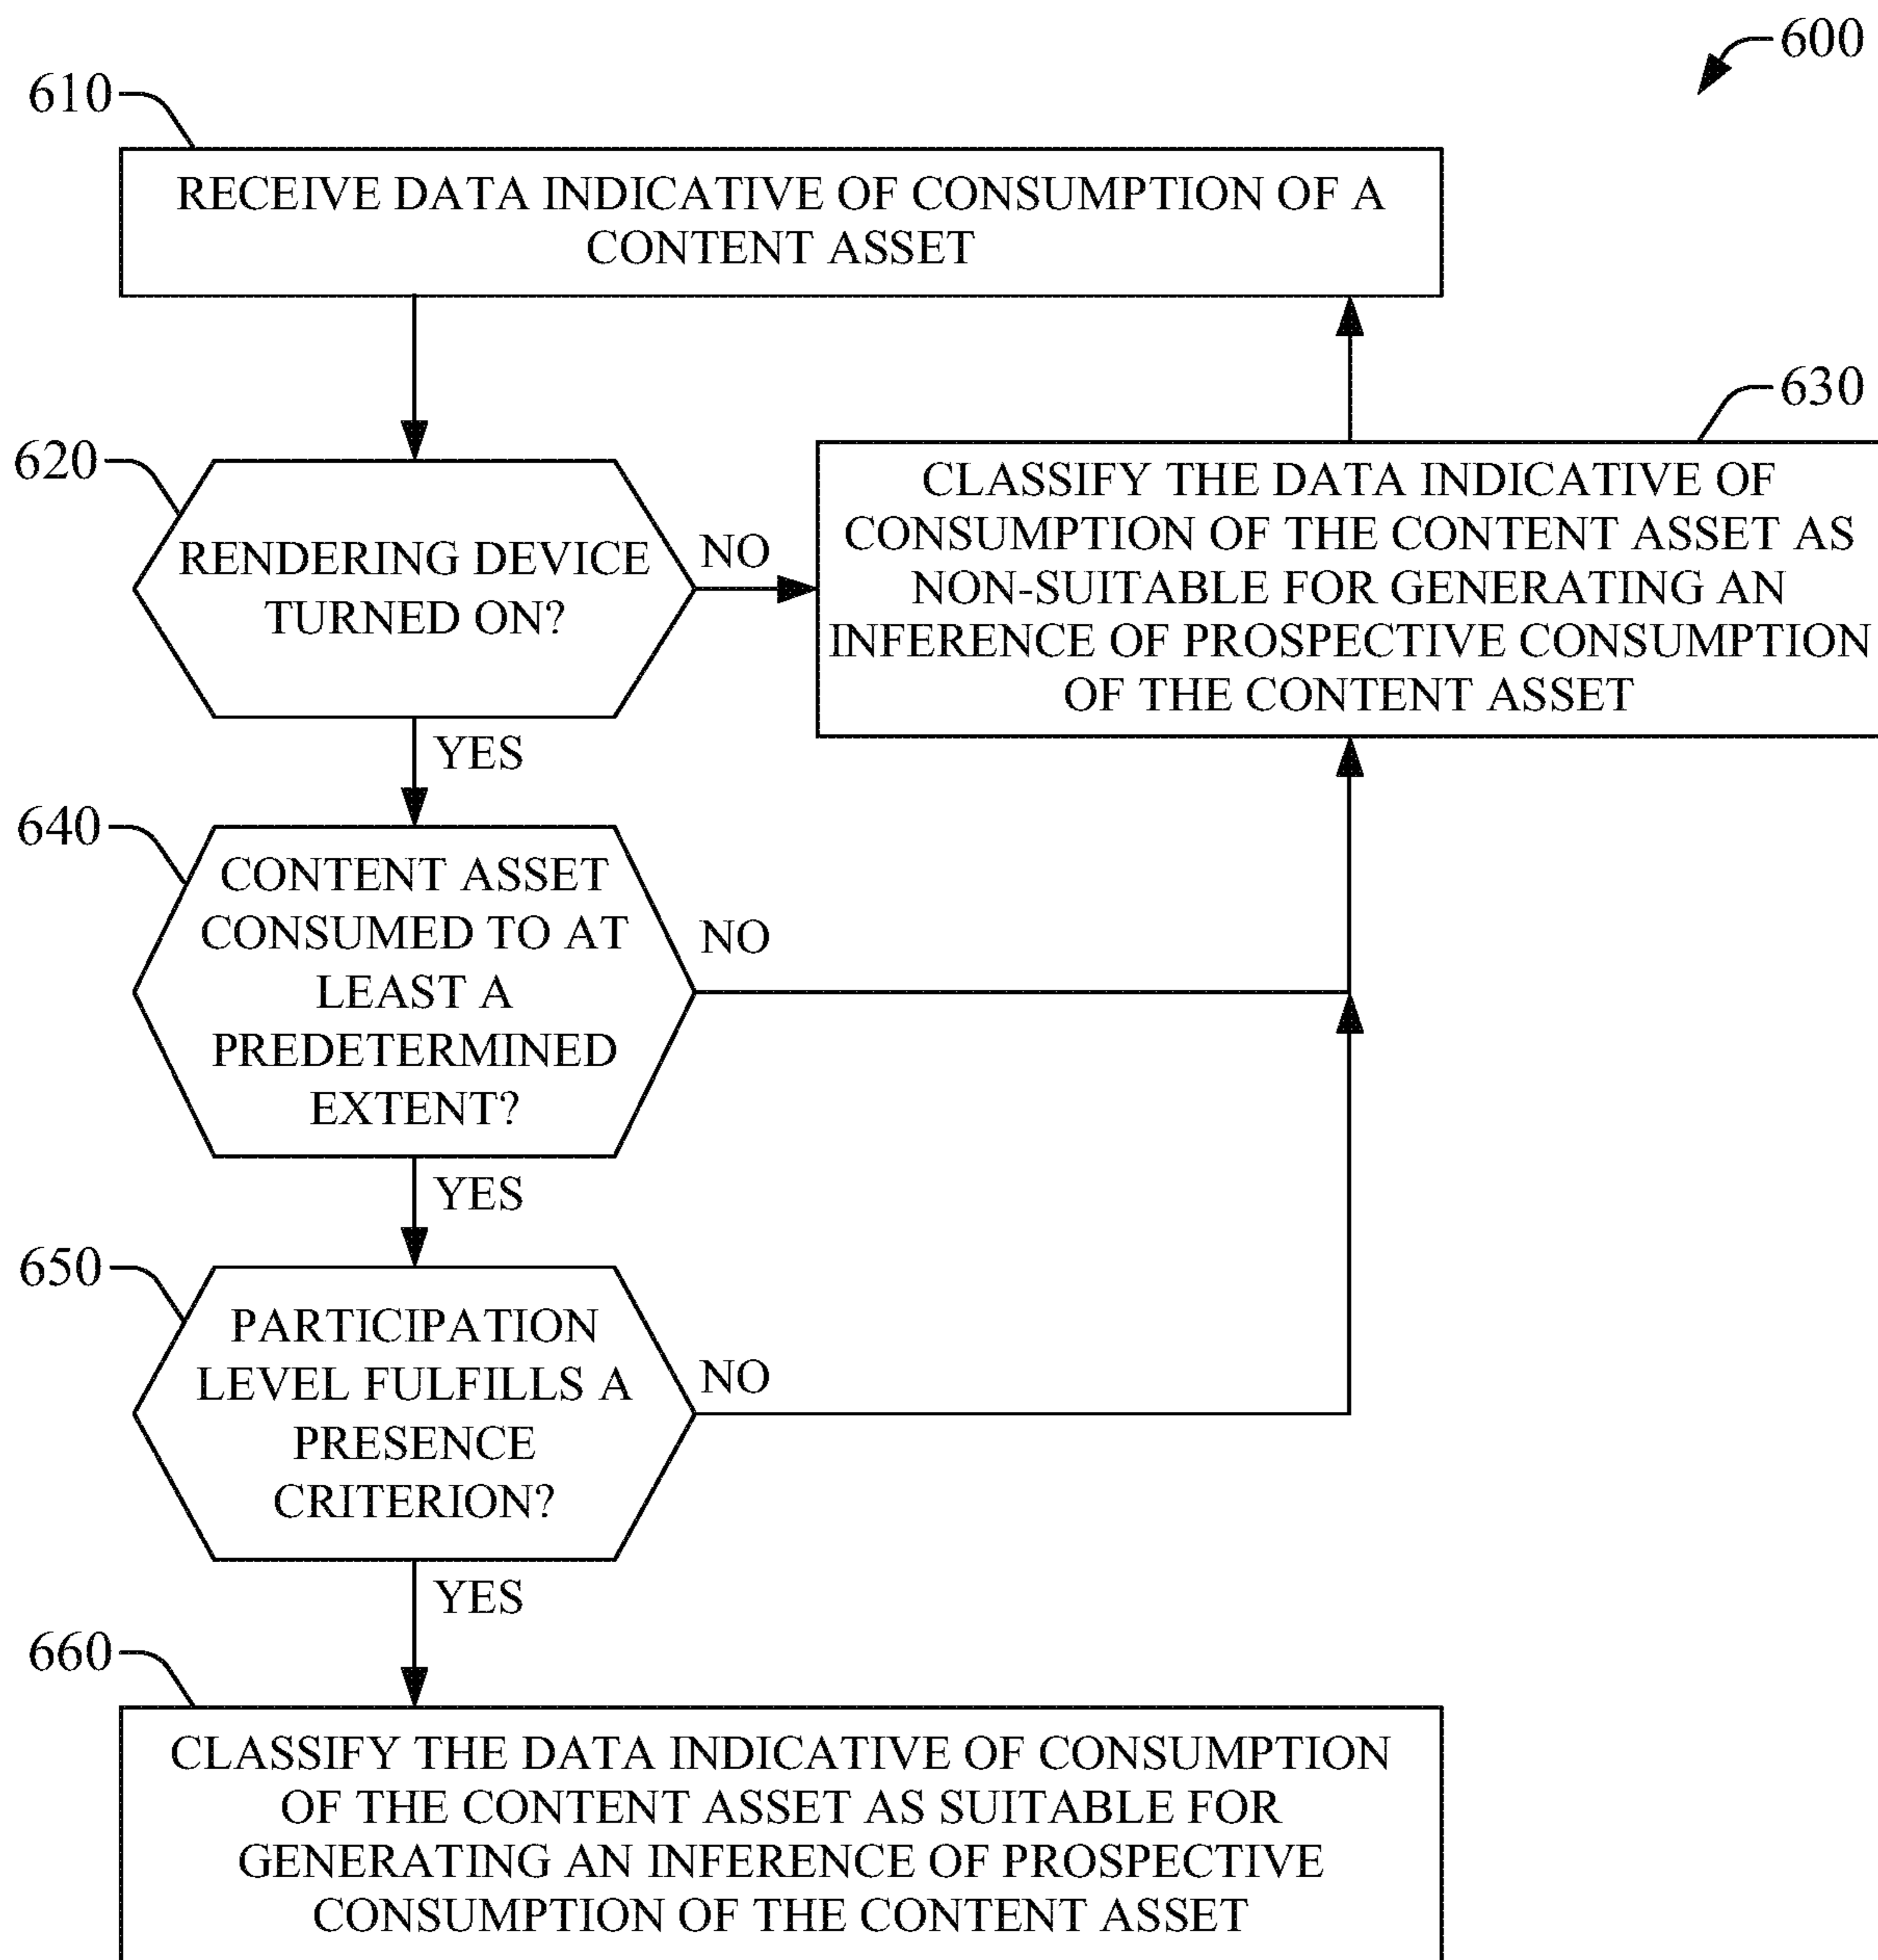 600
610
RECEIVE DATA INDICATIVE OF CONSUMPTION OF A
CONTENT ASSET
620
RENDERING DEVICE
TURNED ON?
NO
YES
630
CLASSIFY THE DATA INDICATIVE OF
CONSUMPTION OF THE CONTENT ASSET AS
NON-SUITABLE FOR GENERATING AN
INFERENCE OF PROSPECTIVE CONSUMPTION
OF THE CONTENT ASSET
640
CONTENT ASSET
CONSUMED TO AT
LEAST A
PREDETERMINED
EXTENT?
NO
YES
650
PARTICIPATION
LEVEL FULFILLS A
PRESENCE
CRITERION?
NO
YES
660
CLASSIFY THE DATA INDICATIVE OF CONSUMPTION
OF THE CONTENT ASSET AS SUITABLE FOR
GENERATING AN INFERENCE OF PROSPECTIVE
CONSUMPTION OF THE CONTENT ASSET